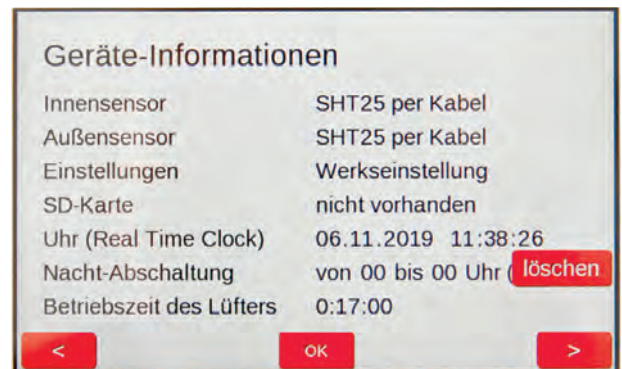 Geräte-Informationen
Innensensor SHT25 per Kabel
Außensensor SHT25 per Kabel
Einstellungen Werkseinstellung
SD-Karte nicht vorhanden
Uhr (Real Time Clock) 06.11.2019 11:38:26
Nacht-Abschaltung von 00 bis 00 Uhr ( löschen
Betriebszeit des Lüfters 0:17:00
< OK >